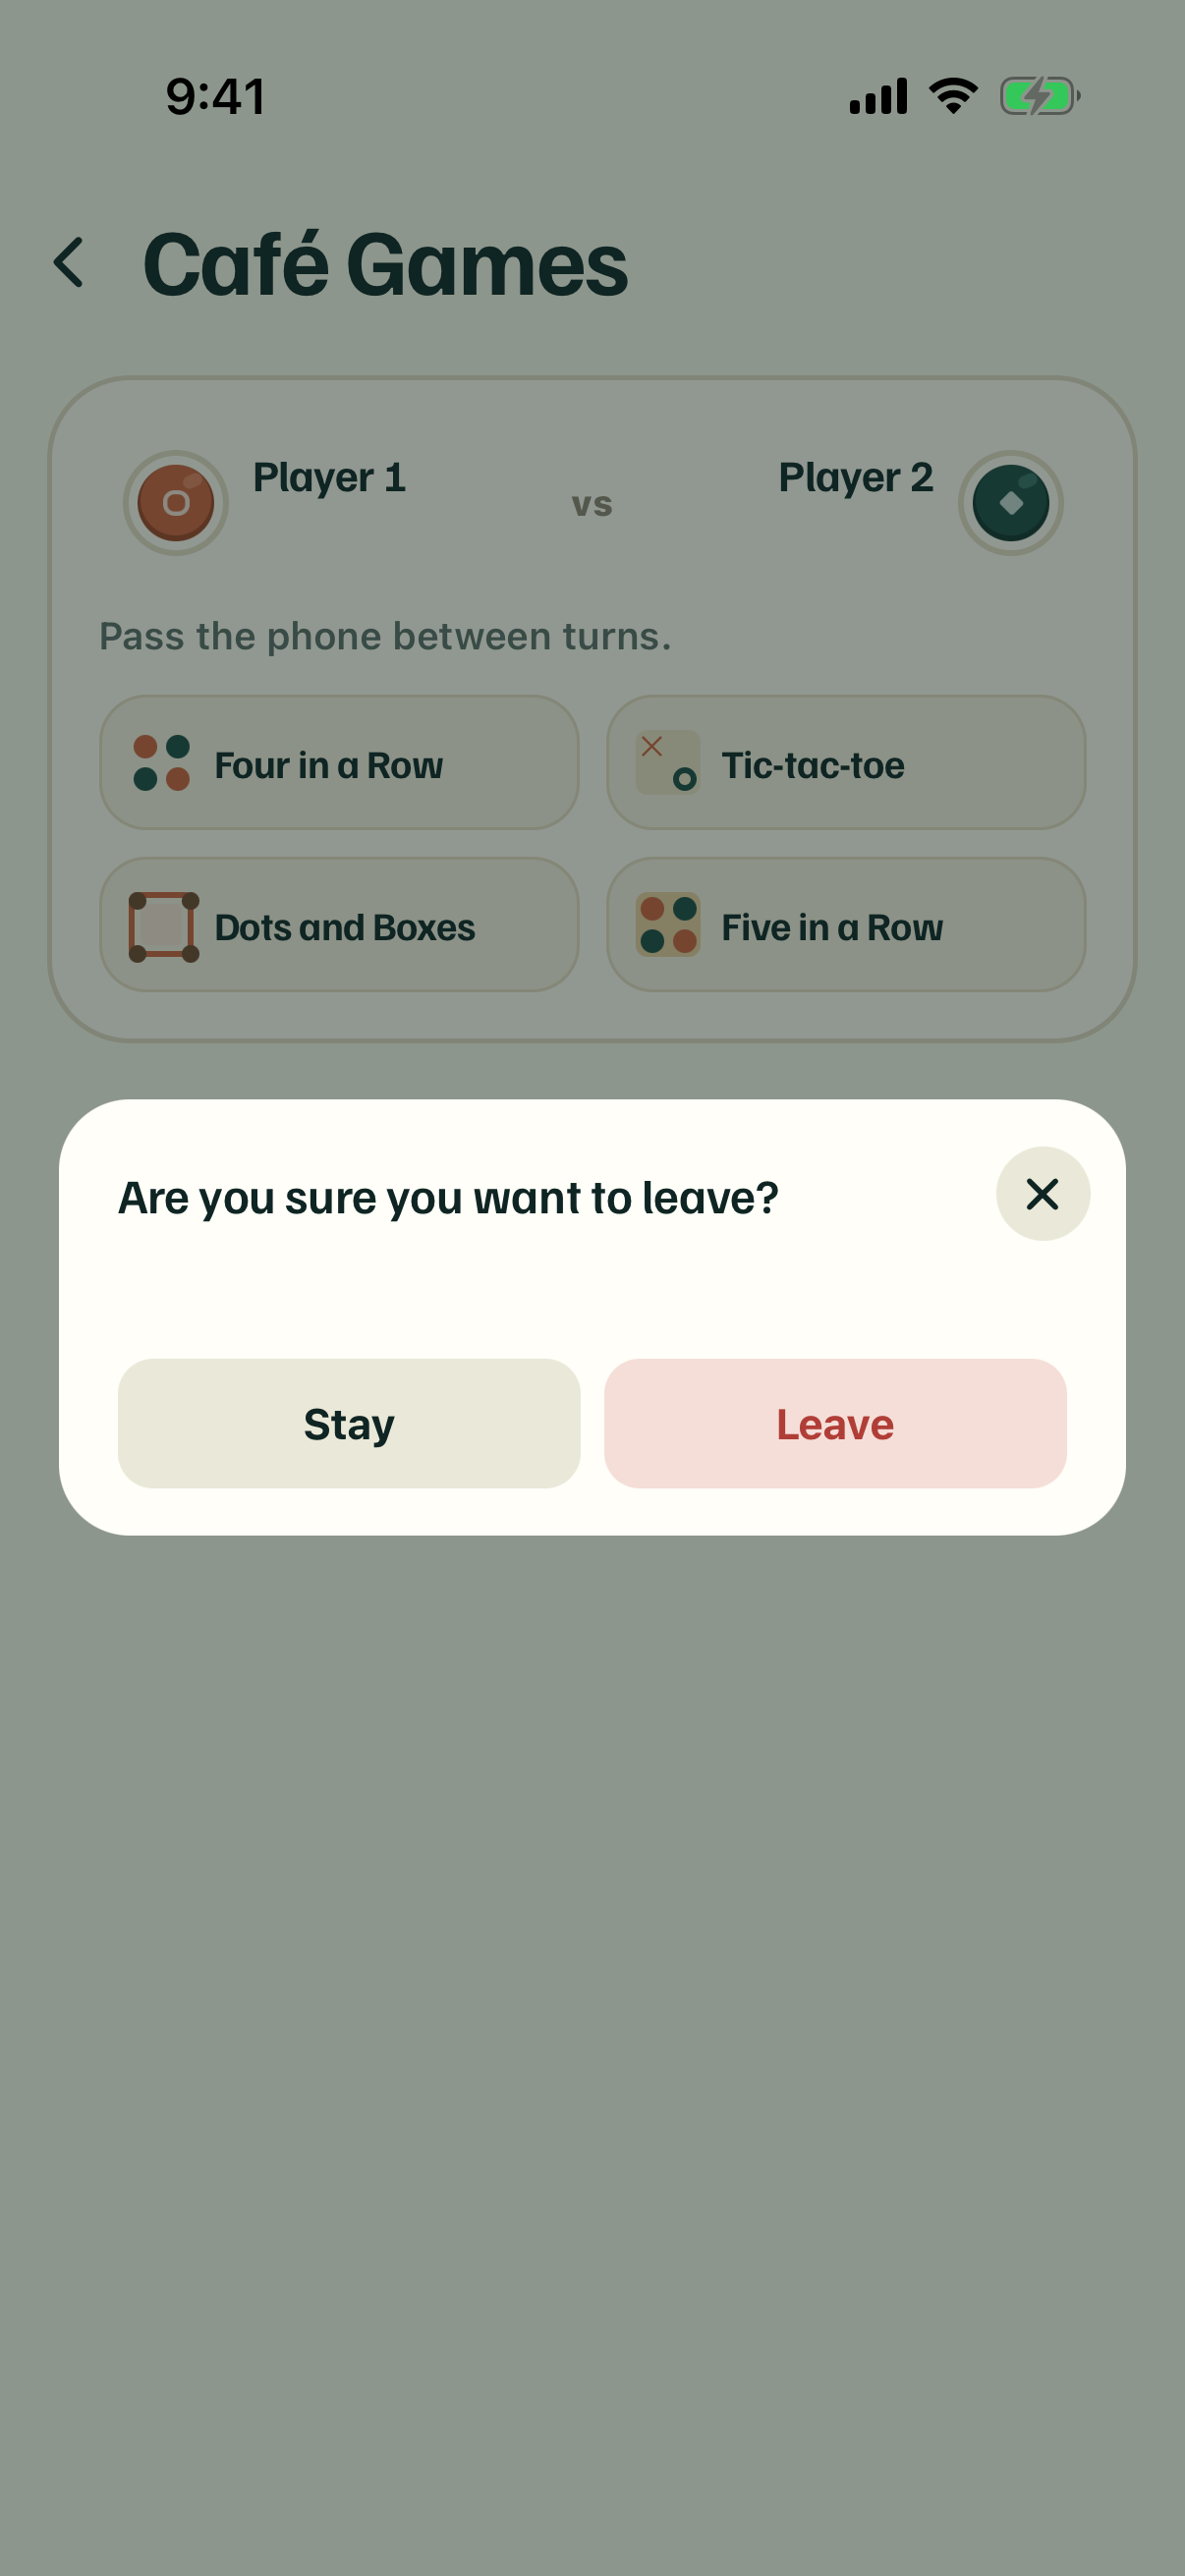 9:41
Café Games
Player 1
vs
Player 2
Pass the phone between turns.
Four in a Row
Tic-tac-toe
Dots and Boxes
Five in a Row
Are you sure you want to leave?
Stay
Leave